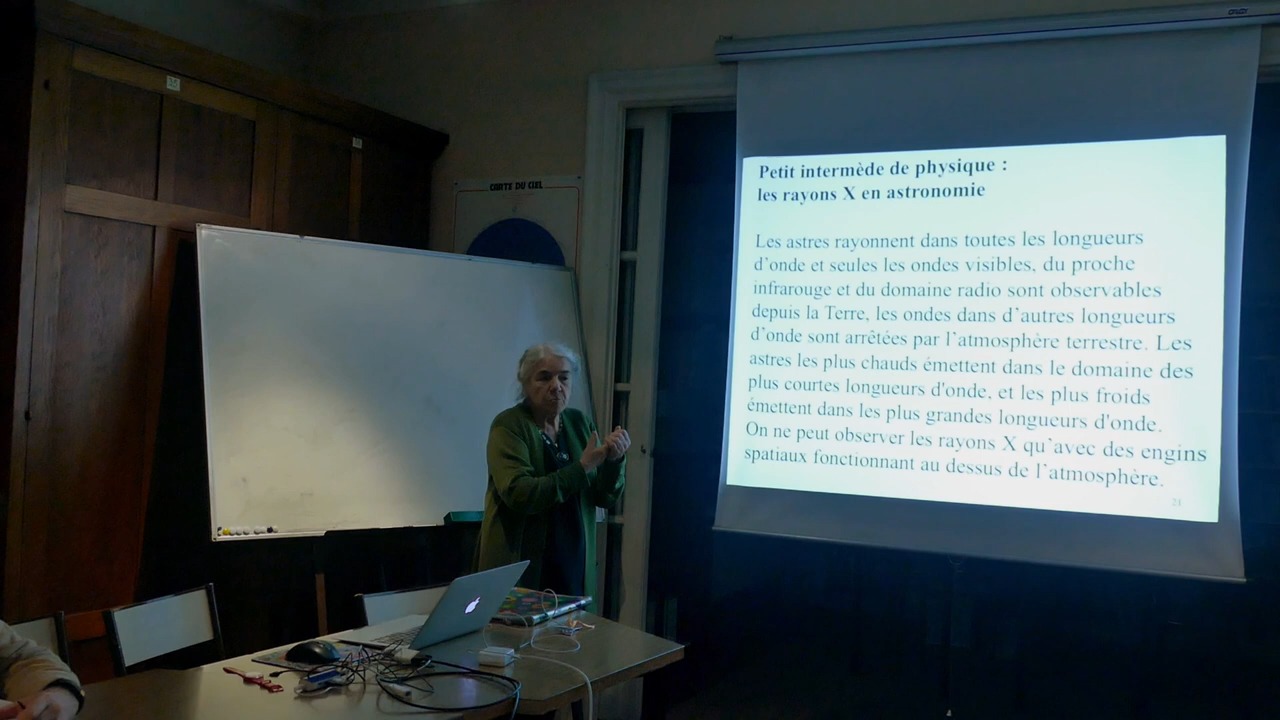 CARTE DU CIEL
Petit intermède de physique :
les rayons X en astronomie
Les astres rayonnent dans toutes les longueurs
d’onde et seules les ondes visibles, du proche
infrarouge et du domaine radio sont observables
depuis la Terre, les ondes dans d’autres longueurs
d’onde sont arrêtées par l’atmosphère terrestre. Les
astres les plus chauds émettent dans le domaine des
plus courtes longueurs d'onde, et les plus froids
émettent dans les plus grandes longueurs d'onde.
On ne peut observer les rayons X qu’avec des engins
spatiaux fonctionnant au dessus de l’atmosphère.
21